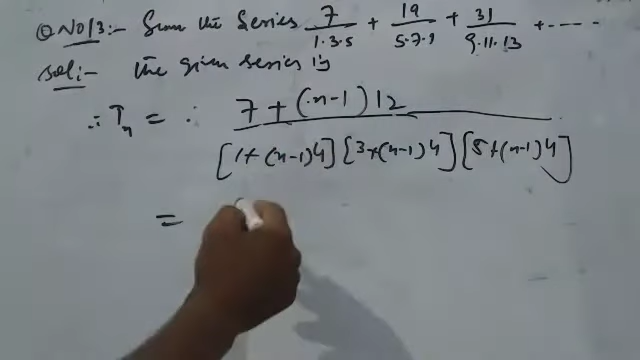 Q.No13:- Sum the Series 7/1.3.5 + 19/5.7.9 + 31/9.11.13 + ----
Sol:- The given series is
∴ Tₙ = ∴ 7+(n-1)12 / [1+(n-1)4][3+(n-1)4][5+(n-1)4]
=